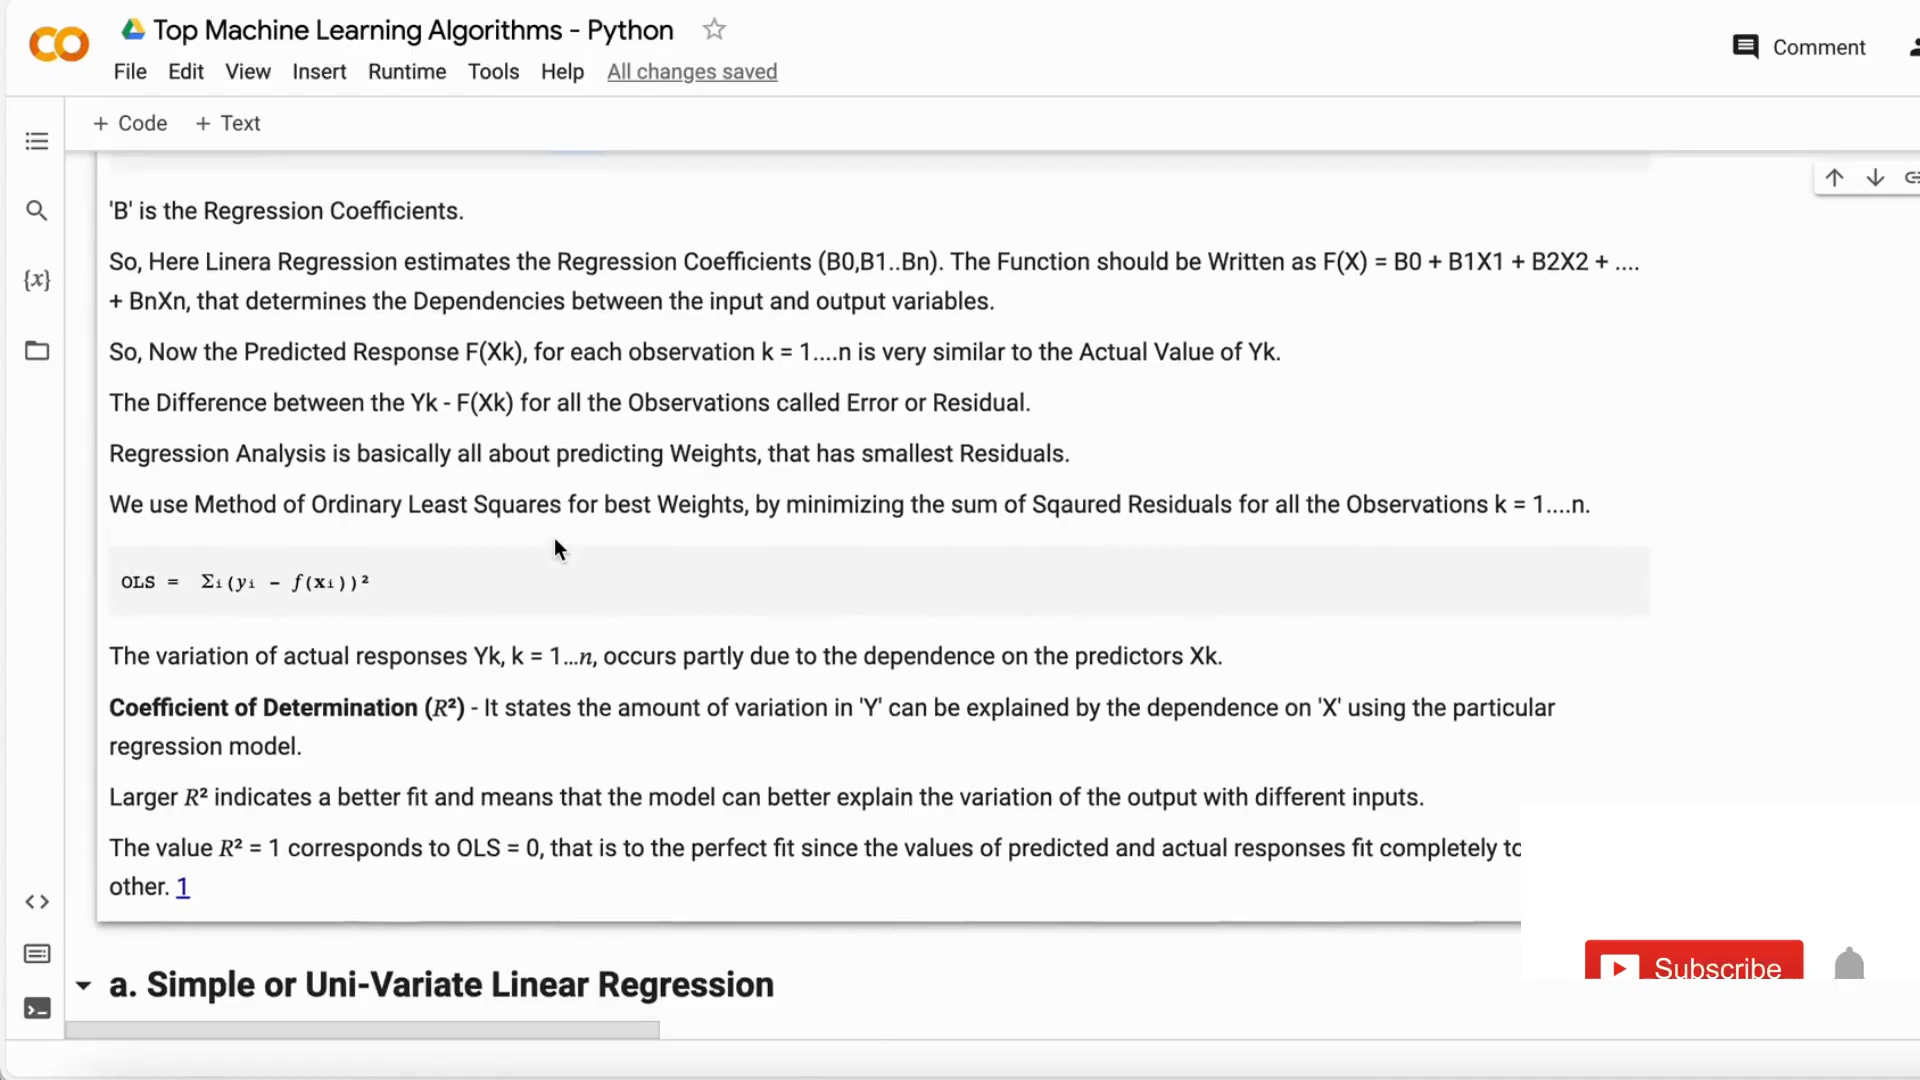 Top Machine Learning Algorithms - Python
Comment
File Edit View Insert Runtime Tools Help All changes saved
+ Code + Text
'B' is the Regression Coefficients.
So, Here Linera Regression estimates the Regression Coefficients (B0,B1..Bn). The Function should be Written as F(X) = B0 + B1X1 + B2X2 + ....
+ BnXn, that determines the Dependencies between the input and output variables.
So, Now the Predicted Response F(Xk), for each observation k = 1....n is very similar to the Actual Value of Yk.
The Difference between the Yk - F(Xk) for all the Observations called Error or Residual.
Regression Analysis is basically all about predicting Weights, that has smallest Residuals.
We use Method of Ordinary Least Squares for best Weights, by minimizing the sum of Sqaured Residuals for all the Observations k = 1....n.
OLS = Σᵢ(yᵢ - f(xᵢ))²
The variation of actual responses Yk, k = 1…n, occurs partly due to the dependence on the predictors Xk.
Coefficient of Determination (R²) - It states the amount of variation in 'Y' can be explained by the dependence on 'X' using the particular
regression model.
Larger R² indicates a better fit and means that the model can better explain the variation of the output with different inputs.
The value R² = 1 corresponds to OLS = 0, that is to the perfect fit since the values of predicted and actual responses fit completely to
other. 1
Subscribe
a. Simple or Uni-Variate Linear Regression